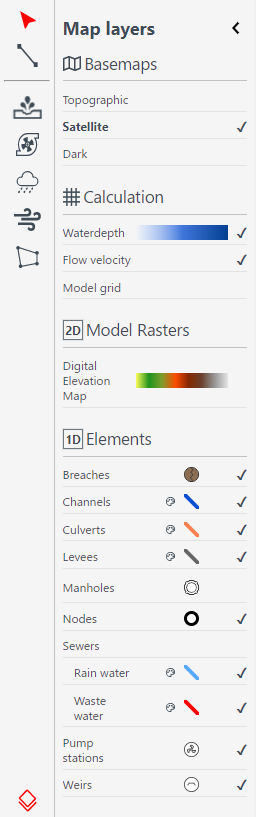 Map layers
Basemaps
Topographic
Satellite
Dark
Calculation
Waterdepth
Flow velocity
Model grid
2D Model Rasters
Digital
Elevation
Map
1D Elements
Breaches
Channels
Culverts
Levees
Manholes
Nodes
Sewers
Rain water
Waste
water
Pump
stations
Weirs